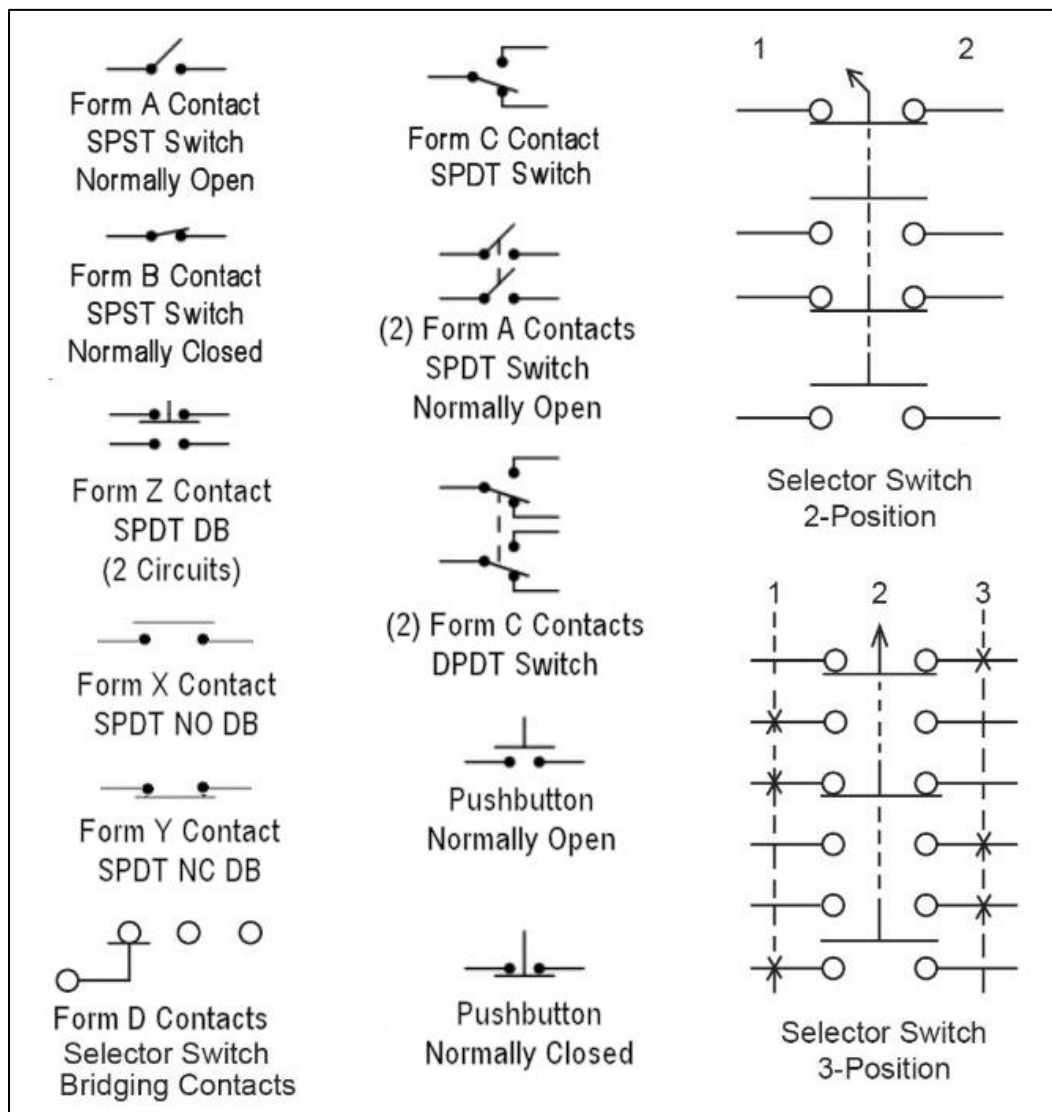 Form A Contact
SPST Switch
Normally Open
Form B Contact
SPST Switch
Normally Closed
Form Z Contact
SPDT DB
(2 Circuits)
Form X Contact
SPDT NO DB
Form Y Contact
SPDT NC DB
Form D Contacts
Selector Switch
Bridging Contacts
Form C Contact
SPDT Switch
(2) Form A Contacts
SPDT Switch
Normally Open
(2) Form C Contacts
DPDT Switch
Pushbutton
Normally Open
Pushbutton
Normally Closed
1 2
Selector Switch
2-Position
1 2 3
Selector Switch
3-Position